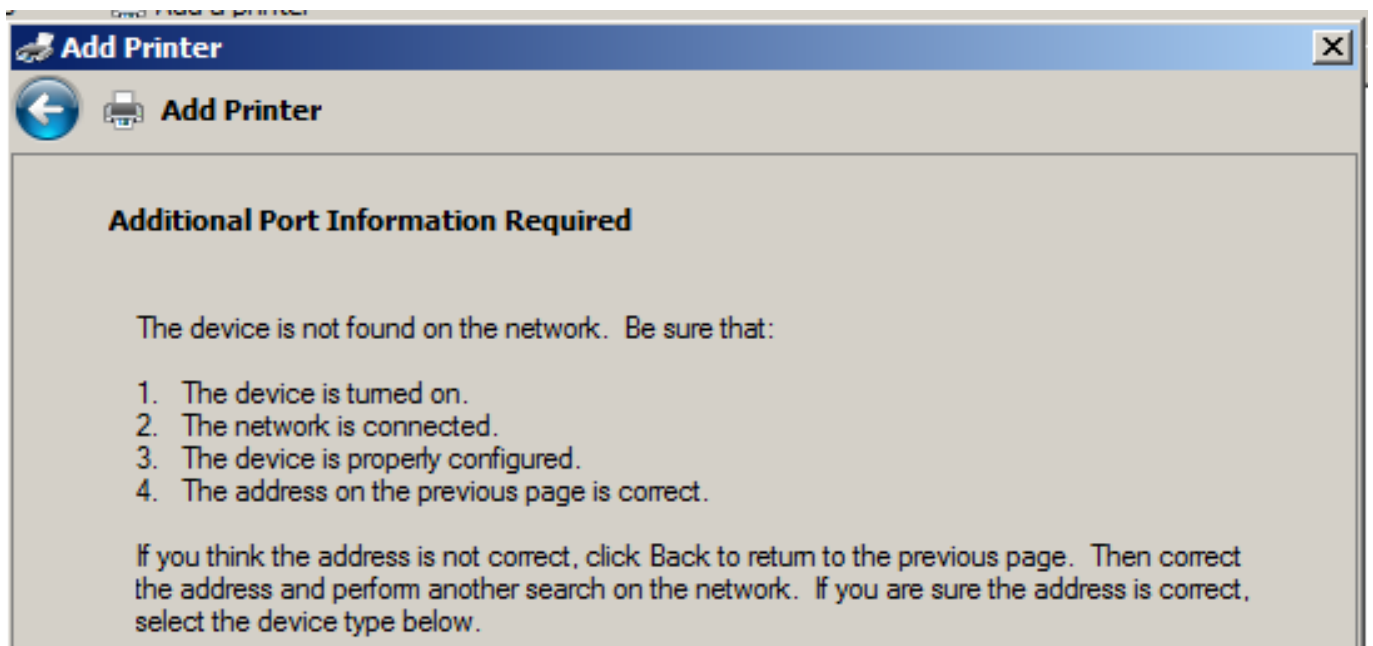 Add a printer
Add Printer
Add Printer
Additional Port Information Required
The device is not found on the network. Be sure that:
1. The device is turned on.
2. The network is connected.
3. The device is properly configured.
4. The address on the previous page is correct.
If you think the address is not correct, click Back to return to the previous page. Then correct
the address and perform another search on the network. If you are sure the address is correct,
select the device type below.